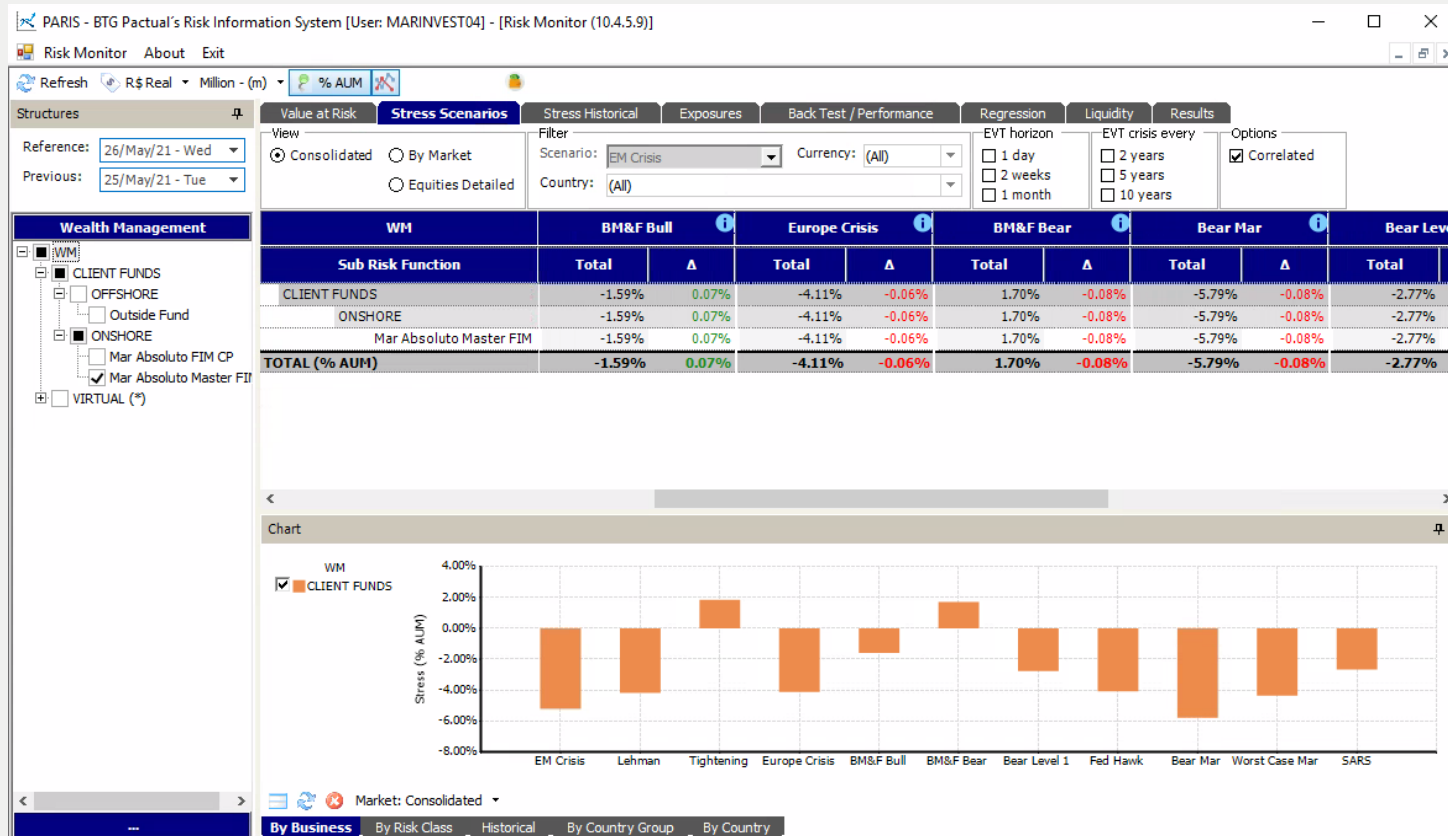 PARIS - BTG Pactual´s Risk Information System [User: MARINVEST04] - [Risk Monitor (10.4.5.9)]
Risk Monitor About Exit
Refresh R$ Real Million - (m) % AUM
Structures
Reference: 26/May/21 - Wed
Previous: 25/May/21 - Tue
Wealth Management
WM
CLIENT FUNDS
OFFSHORE
Outside Fund
ONSHORE
Mar Absoluto FIM CP
Mar Absoluto Master FI
VIRTUAL (*)
...
Value at Risk Stress Scenarios Stress Historical Exposures Back Test / Performance Regression Liquidity Results
View
Consolidated By Market
Equities Detailed
Filter
Scenario: EM Crisis Currency: (All)
Country: (All)
EVT horizon
1 day
2 weeks
1 month
EVT crisis every
2 years
5 years
10 years
Options
Correlated
WM BM&F Bull Europe Crisis BM&F Bear Bear Mar Bear Lev
Sub Risk Function Total Δ Total Δ Total Δ Total Δ Total
CLIENT FUNDS -1.59% 0.07% -4.11% -0.06% 1.70% -0.08% -5.79% -0.08% -2.77%
ONSHORE -1.59% 0.07% -4.11% -0.06% 1.70% -0.08% -5.79% -0.08% -2.77%
Mar Absoluto Master FIM -1.59% 0.07% -4.11% -0.06% 1.70% -0.08% -5.79% -0.08% -2.77%
TOTAL (% AUM) -1.59% 0.07% -4.11% -0.06% 1.70% -0.08% -5.79% -0.08% -2.77%
Chart
WM
CLIENT FUNDS
Stress (% AUM)
4.00%
2.00%
0.00%
-2.00%
-4.00%
-6.00%
-8.00%
EM Crisis Lehman Tightening Europe Crisis BM&F Bull BM&F Bear Bear Level 1 Fed Hawk Bear Mar Worst Case Mar SARS
Market: Consolidated
By Business By Risk Class Historical By Country Group By Country